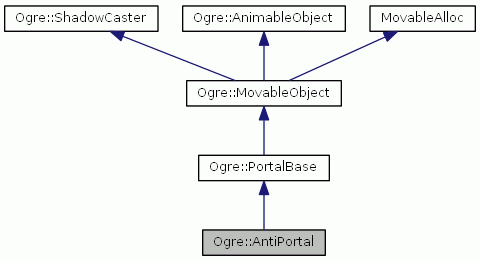 Ogre::ShadowCaster
Ogre::AnimableObject
MovableAlloc
Ogre::MovableObject
Ogre::PortalBase
Ogre::AntiPortal